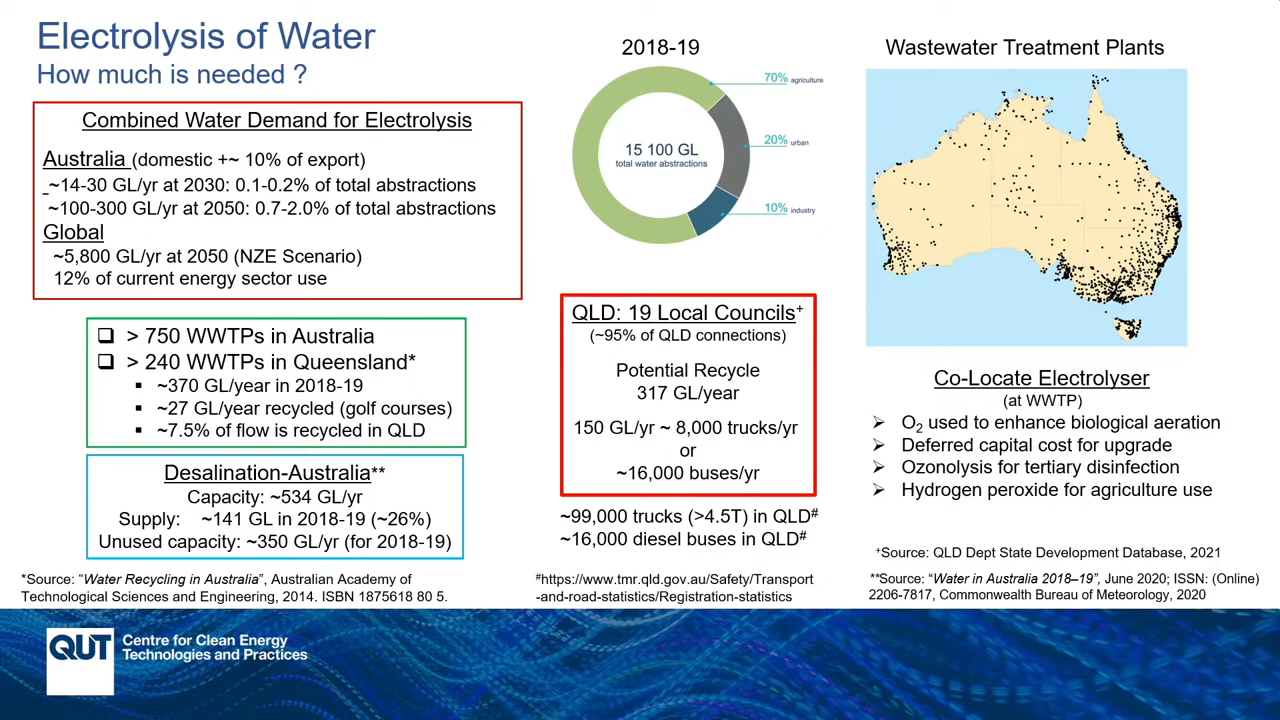 Electrolysis of Water
How much is needed ?
Combined Water Demand for Electrolysis
Australia (domestic +~ 10% of export)
~14-30 GL/yr at 2030: 0.1-0.2% of total abstractions
~100-300 GL/yr at 2050: 0.7-2.0% of total abstractions
Global
~5,800 GL/yr at 2050 (NZE Scenario)
12% of current energy sector use
> 750 WWTPs in Australia
> 240 WWTPs in Queensland*
~370 GL/year in 2018-19
~27 GL/year recycled (golf courses)
~7.5% of flow is recycled in QLD
Desalination-Australia**
Capacity: ~534 GL/yr
Supply: ~141 GL in 2018-19 (~26%)
Unused capacity: ~350 GL/yr (for 2018-19)
*Source: “Water Recycling in Australia”, Australian Academy of
Technological Sciences and Engineering, 2014. ISBN 1875618 80 5.
2018-19
70% agriculture
15 100 GL
total water abstractions
20% urban
10% industry
QLD: 19 Local Councils+
(~95% of QLD connections)
Potential Recycle
317 GL/year
150 GL/yr ~ 8,000 trucks/yr
or
~16,000 buses/yr
~99,000 trucks (>4.5T) in QLD#
~16,000 diesel buses in QLD#
#https://www.tmr.qld.gov.au/Safety/Transport
-and-road-statistics/Registration-statistics
Wastewater Treatment Plants
Co-Locate Electrolyser
(at WWTP)
O2 used to enhance biological aeration
Deferred capital cost for upgrade
Ozonolysis for tertiary disinfection
Hydrogen peroxide for agriculture use
+Source: QLD Dept State Development Database, 2021
**Source: “Water in Australia 2018–19”, June 2020; ISSN: (Online)
2206-7817, Commonwealth Bureau of Meteorology, 2020
QUT
Centre for Clean Energy
Technologies and Practices